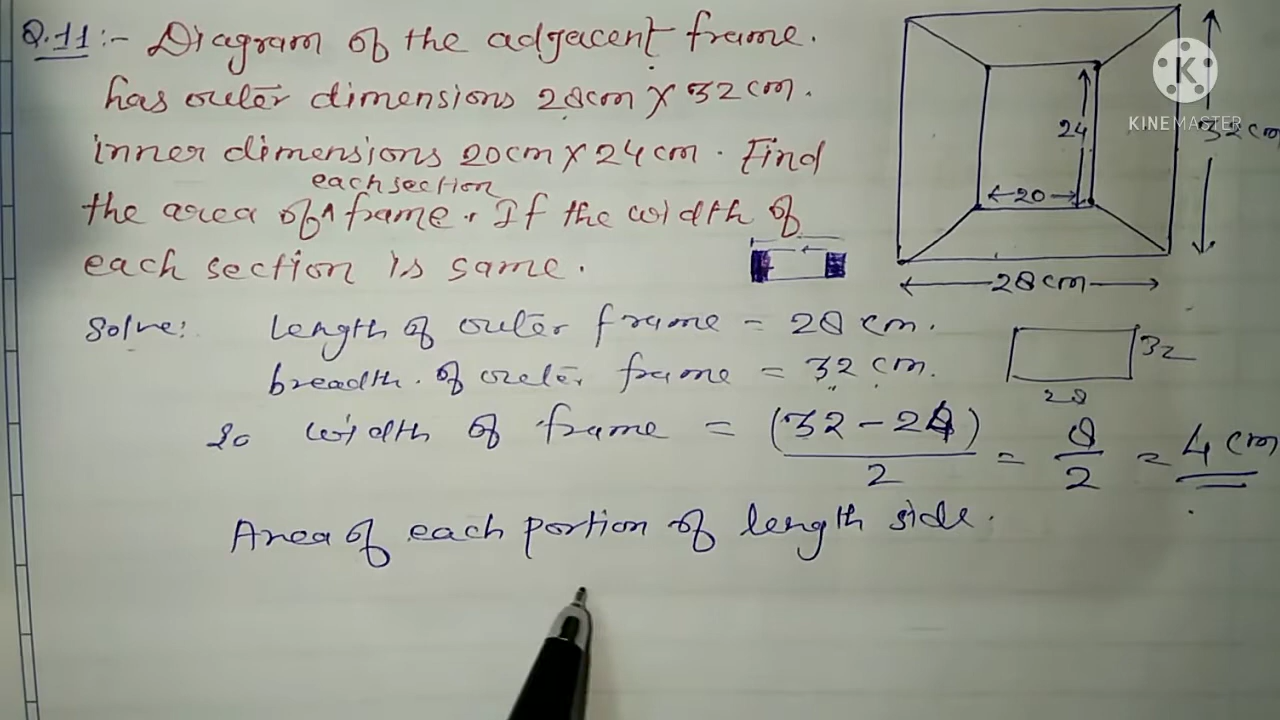 Q.11:- Diagram of the adjacent frame.
has outer dimensions 28cm X 32cm.
inner dimensions 20cm X 24cm. Find
each section
the area of ^ frame. If the width of
each section is same.
K
KINEMASTER
24
32cm
20
28cm
Solve: Length of outer frame = 28 cm.
breadth. of outer frame = 32 cm.
32
28
So width of frame = (32-24)/2 = 8/2 = 4 cm
Area of each portion of length side.